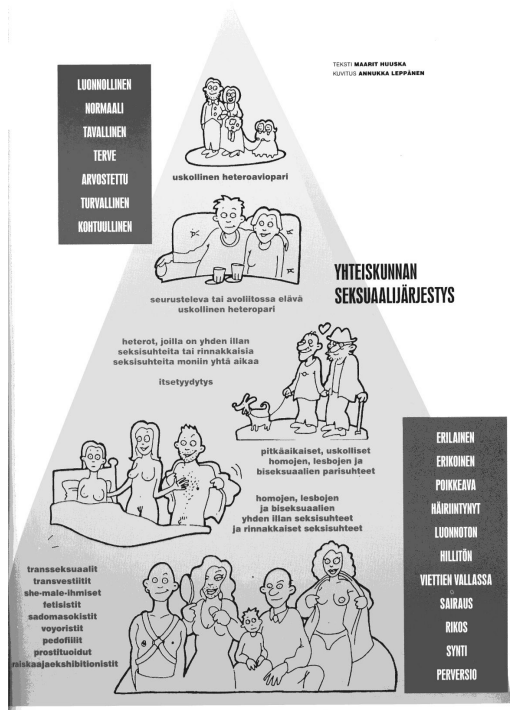 TEKSTI MAARIT HUUSKA
KUVITUS ANNUKKA LEPPÄNEN
LUONNOLLINEN
NORMAALI
TAVALLINEN
TERVE
ARVOSTETTU
TURVALLINEN
KOHTUULLINEN
uskollinen heteroaviopari
YHTEISKUNNAN
SEKSUAALIJÄRJESTYS
seurusteleva tai avoliitossa elävä
uskollinen heteropari
heterot, joilla on yhden illan
seksisuhteita tai rinnakkaisia
seksisuhteita moniin yhtä aikaa
itsetyydytys
pitkäaikaiset, uskolliset
homojen, lesbojen ja
biseksuaalien parisuhteet
homojen, lesbojen
ja biseksuaalien
yhden illan seksisuhteet
ja rinnakkaiset seksisuhteet
ERILAINEN
ERIKOINEN
POIKKEAVA
HÄIRIINTYNYT
LUONNOTON
HILLITÖN
VIETTIEN VALLASSA
SAIRAUS
RIKOS
SYNTI
PERVERSIO
transseksuaalit
transvestiitit
she-male-ihmiset
fetisistit
sadomasokistit
voyoristit
pedofiilit
prostituoidut
raiskaajaekshibitionistit